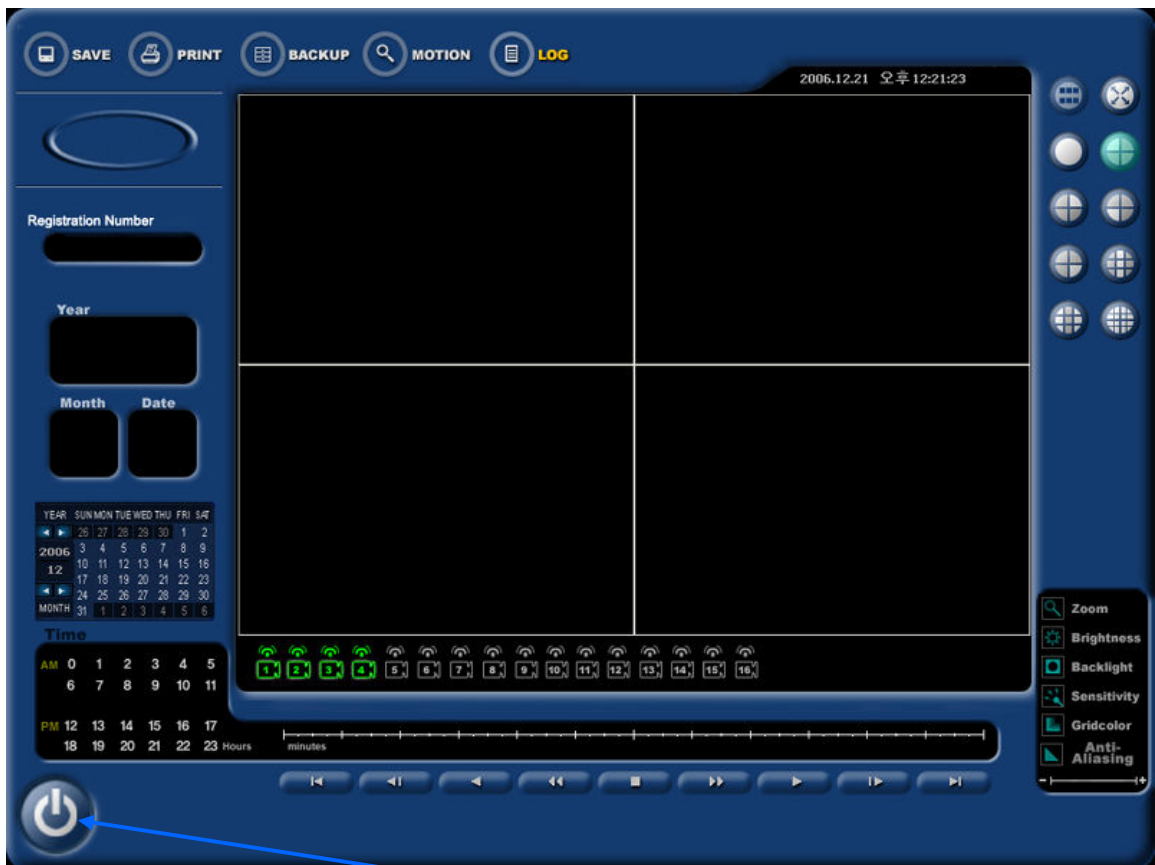 SAVE PRINT BACKUP MOTION LOG
2006.12.21 오후 12:21:23
Registration Number
Year
Month Date
YEAR SUN MON TUE WED THU FRI SAT
26 27 28 29 30 1 2
2006 3 4 5 6 7 8 9
12 10 11 12 13 14 15 16
17 18 19 20 21 22 23
24 25 26 27 28 29 30
MONTH 31 1 2 3 4 5 6
Time
AM 0 1 2 3 4 5
6 7 8 9 10 11
PM 12 13 14 15 16 17
18 19 20 21 22 23 Hours
minutes
1 2 3 4 5 6 7 8 9 10 11 12 13 14 15 16
Zoom
Brightness
Backlight
Sensitivity
Gridcolor
Anti-
Aliasing
- +